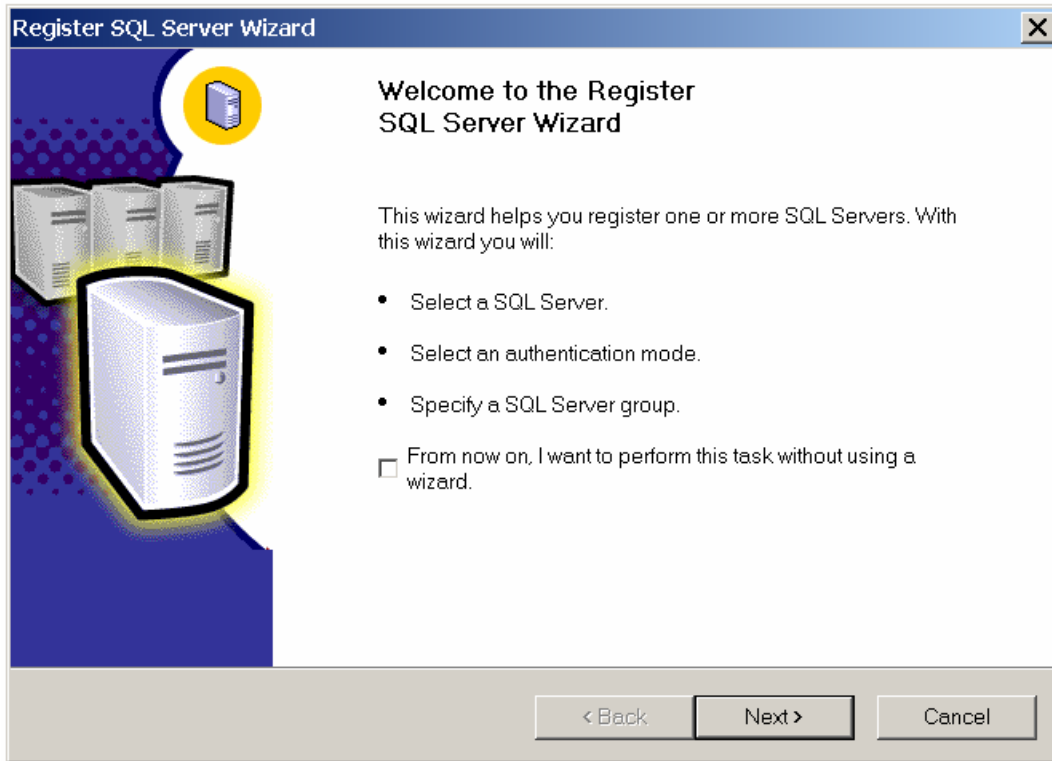 Register SQL Server Wizard
Welcome to the Register
SQL Server Wizard
This wizard helps you register one or more SQL Servers. With
this wizard you will:
• Select a SQL Server.
• Select an authentication mode.
• Specify a SQL Server group.
From now on, I want to perform this task without using a
wizard.
< Back
Next >
Cancel